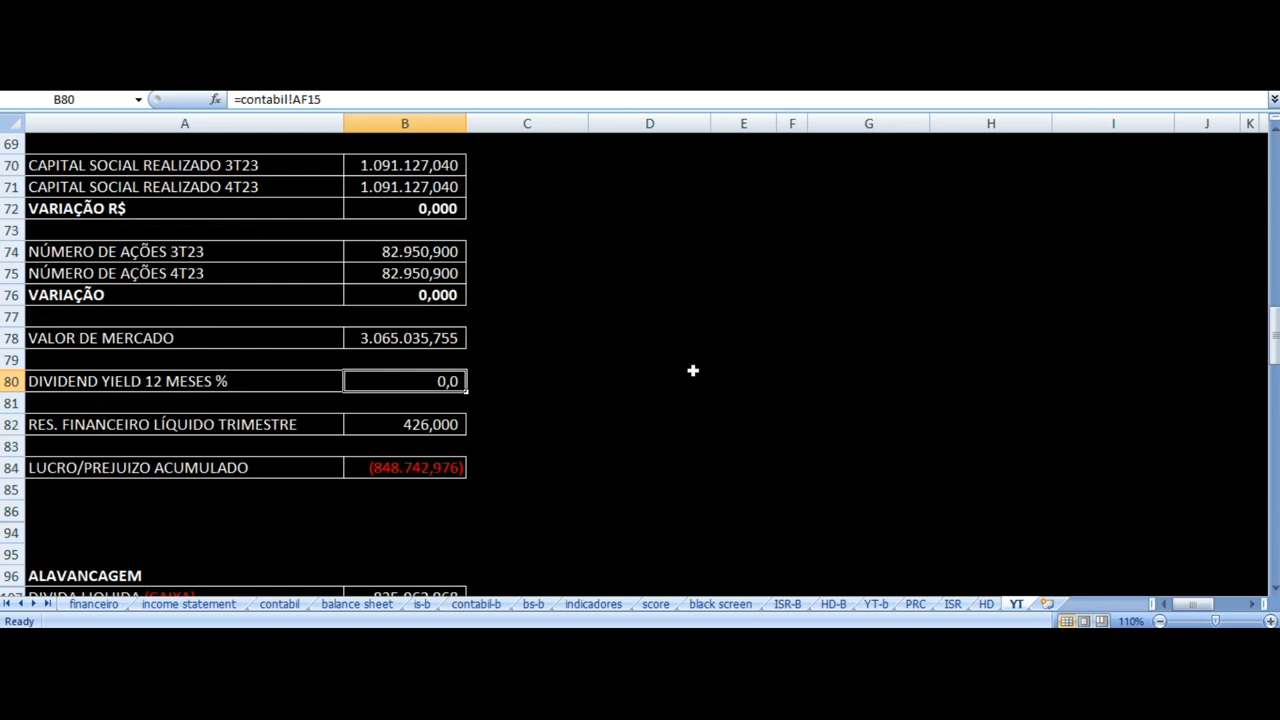 B80 fx =contabil!AF15
A B C D E F G H I J K
69
70 CAPITAL SOCIAL REALIZADO 3T23 1.091.127,040
71 CAPITAL SOCIAL REALIZADO 4T23 1.091.127,040
72 VARIAÇÃO R$ 0,000
73
74 NÚMERO DE AÇÕES 3T23 82.950,900
75 NÚMERO DE AÇÕES 4T23 82.950,900
76 VARIAÇÃO 0,000
77
78 VALOR DE MERCADO 3.065.035,755
79
80 DIVIDEND YIELD 12 MESES % 0,0
81
82 RES. FINANCEIRO LÍQUIDO TRIMESTRE 426,000
83
84 LUCRO/PREJUIZO ACUMULADO (848.742,976)
85
86
94
95
96 ALAVANCAGEM
financeiro income statement contabil balance sheet is-b contabil-b bs-b indicadores score black screen ISR-B HD-B YT-b PRC ISR HD YT
Ready 110%